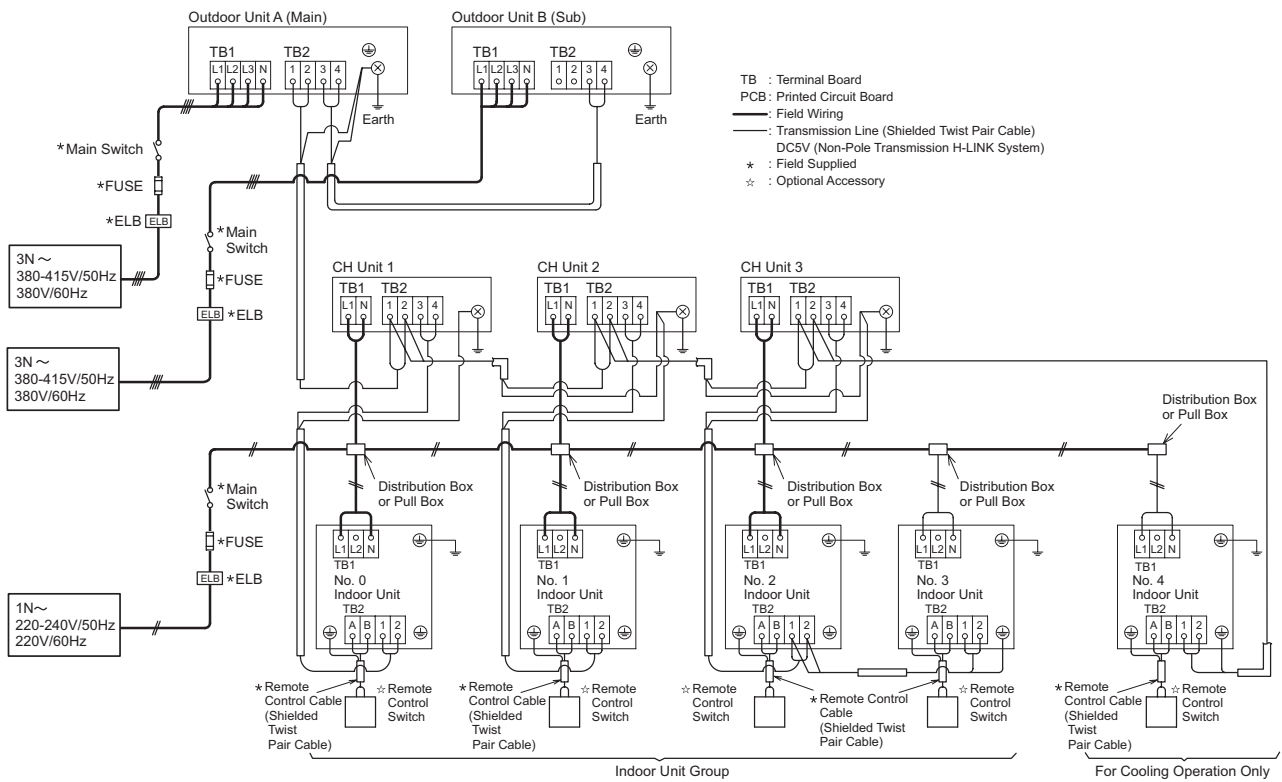 Outdoor Unit A (Main)
TB1
TB2
L1 L2 L3 N
1 2 3 4
Earth
Outdoor Unit B (Sub)
TB1
TB2
L1 L2 L3 N
1 2 3 4
Earth
TB : Terminal Board
PCB : Printed Circuit Board
: Field Wiring
: Transmission Line (Shielded Twist Pair Cable)
DC5V (Non-Pole Transmission H-LINK System)
* : Field Supplied
☆ : Optional Accessory
*Main Switch
*FUSE
*ELB ELB
3N～
380-415V/50Hz
380V/60Hz
*Main
Switch
*FUSE
ELB *ELB
3N～
380-415V/50Hz
380V/60Hz
CH Unit 1
TB1 TB2
L1 N
1 2 3 4
CH Unit 2
TB1 TB2
L1 N
1 2 3 4
CH Unit 3
TB1 TB2
L1 N
1 2 3 4
Distribution Box
or Pull Box
Distribution Box
or Pull Box
Distribution Box
or Pull Box
Distribution Box
or Pull Box
Distribution Box
or Pull Box
*Main
Switch
*FUSE
ELB *ELB
1N～
220-240V/50Hz
220V/60Hz
L1 L2 N
TB1
No. 0
Indoor Unit
TB2
A B 1 2
L1 L2 N
TB1
No. 1
Indoor Unit
TB2
A B 1 2
L1 L2 N
TB1
No. 2
Indoor Unit
TB2
A B 1 2
L1 L2 N
TB1
No. 3
Indoor Unit
TB2
A B 1 2
L1 L2 N
TB1
No. 4
Indoor Unit
TB2
A B 1 2
*Remote
Control Cable
(Shielded
Twist
Pair Cable)
☆Remote
Control
Switch
*Remote
Control Cable
(Shielded
Twist
Pair Cable)
☆Remote
Control
Switch
☆Remote
Control
Switch
*Remote Control
Cable
(Shielded Twist
Pair Cable)
☆Remote
Control
Switch
*Remote
Control Cable
(Shielded
Twist
Pair Cable)
☆Remote
Control
Switch
Indoor Unit Group
For Cooling Operation Only